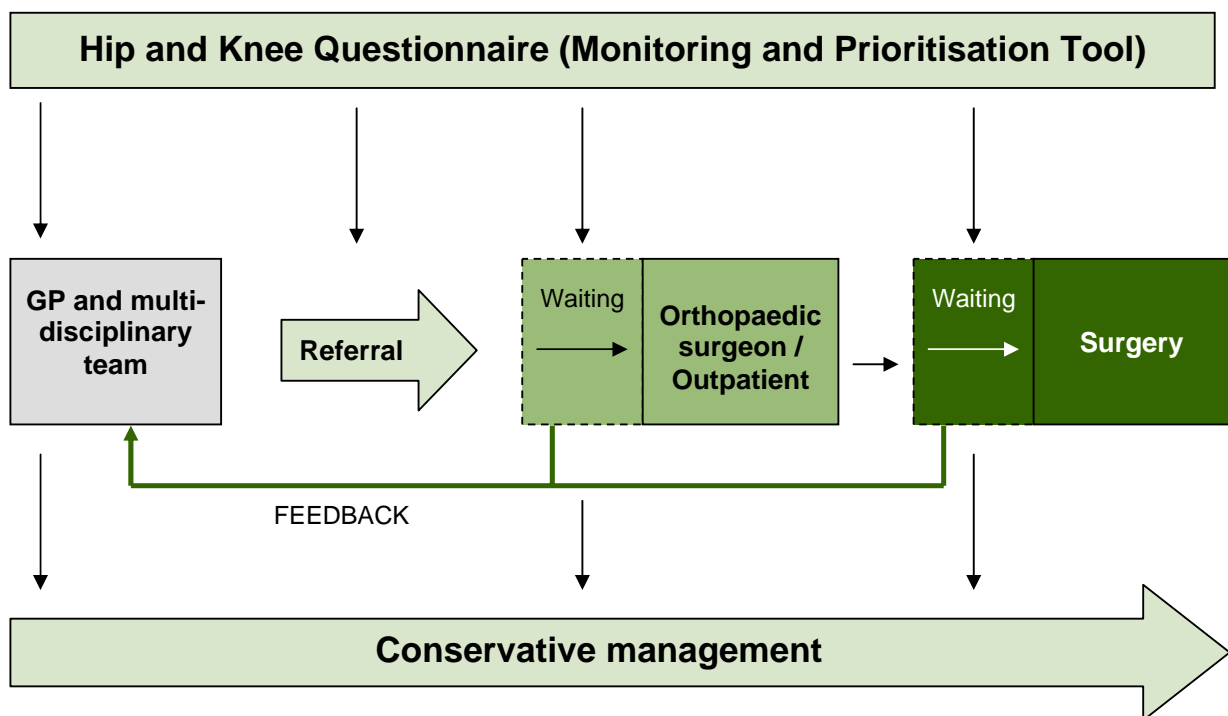 Hip and Knee Questionnaire (Monitoring and Prioritisation Tool)
GP and multi-
disciplinary
team
Referral
Waiting
Orthopaedic
surgeon /
Outpatient
Waiting
Surgery
FEEDBACK
Conservative management